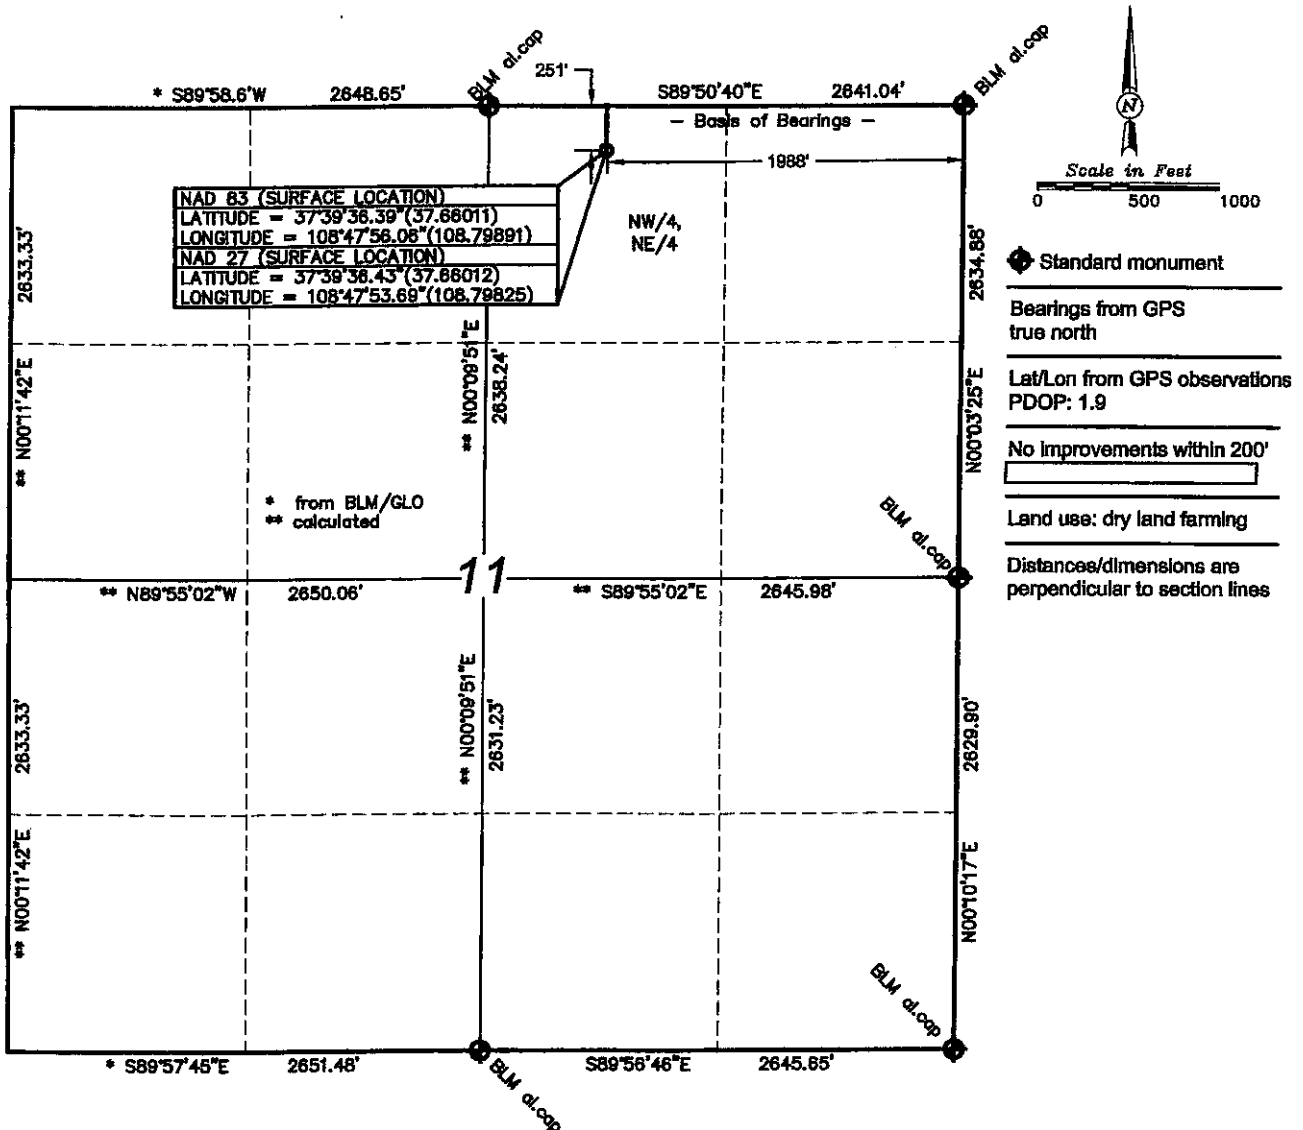 BLM al.cap
BLM al.cap
251'
* S89°58.6'W 2648.65'
S89°50'40"E 2641.04'
- Basis of Bearings -
1988'
N
Scale in Feet
0 500 1000
NAD 83 (SURFACE LOCATION)
LATITUDE = 37°39'36.39"(37.66011)
LONGITUDE = 108°47'56.06"(108.79891)
NAD 27 (SURFACE LOCATION)
LATITUDE = 37°39'36.43"(37.66012)
LONGITUDE = 108°47'53.69"(108.79825)
NW/4,
NE/4
2633.33'
** N00°11'42"E
** N00°09'51"E
2638.24'
2634.88'
N00°03'25"E
Standard monument
Bearings from GPS
true north
Lat/Lon from GPS observations
PDOP: 1.9
No improvements within 200'
Land use: dry land farming
Distances/dimensions are
perpendicular to section lines
* from BLM/GLO
** calculated
BLM al.cap
11
** N89°55'02"W 2650.06'
** S89°55'02"E 2645.98'
2633.33'
** N00°11'42"E
** N00°09'51"E
2631.23'
2629.90'
N00°10'17"E
BLM al.cap
* S89°57'45"E 2651.48'
S89°56'46"E 2645.65'
BLM al.cap